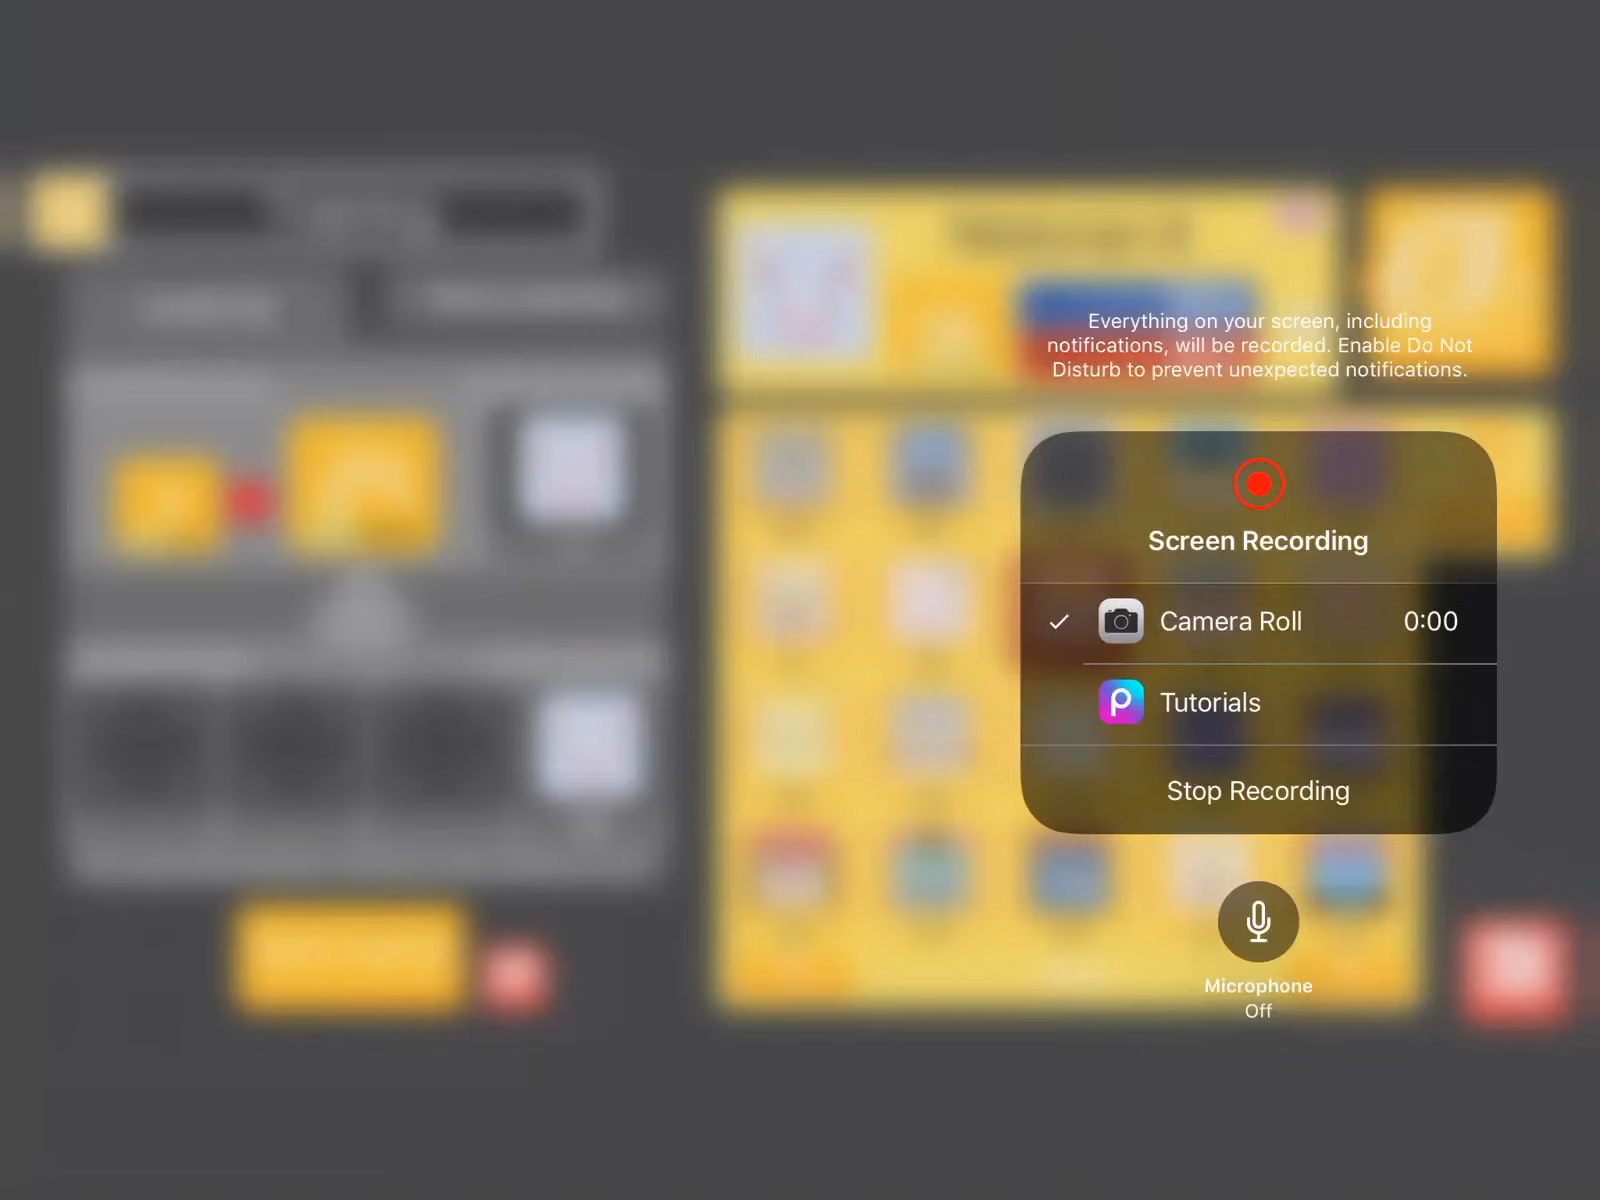 Everything on your screen, including
notifications, will be recorded. Enable Do Not
Disturb to prevent unexpected notifications.
Screen Recording
Camera Roll 0:00
Tutorials
Stop Recording
Microphone
Off